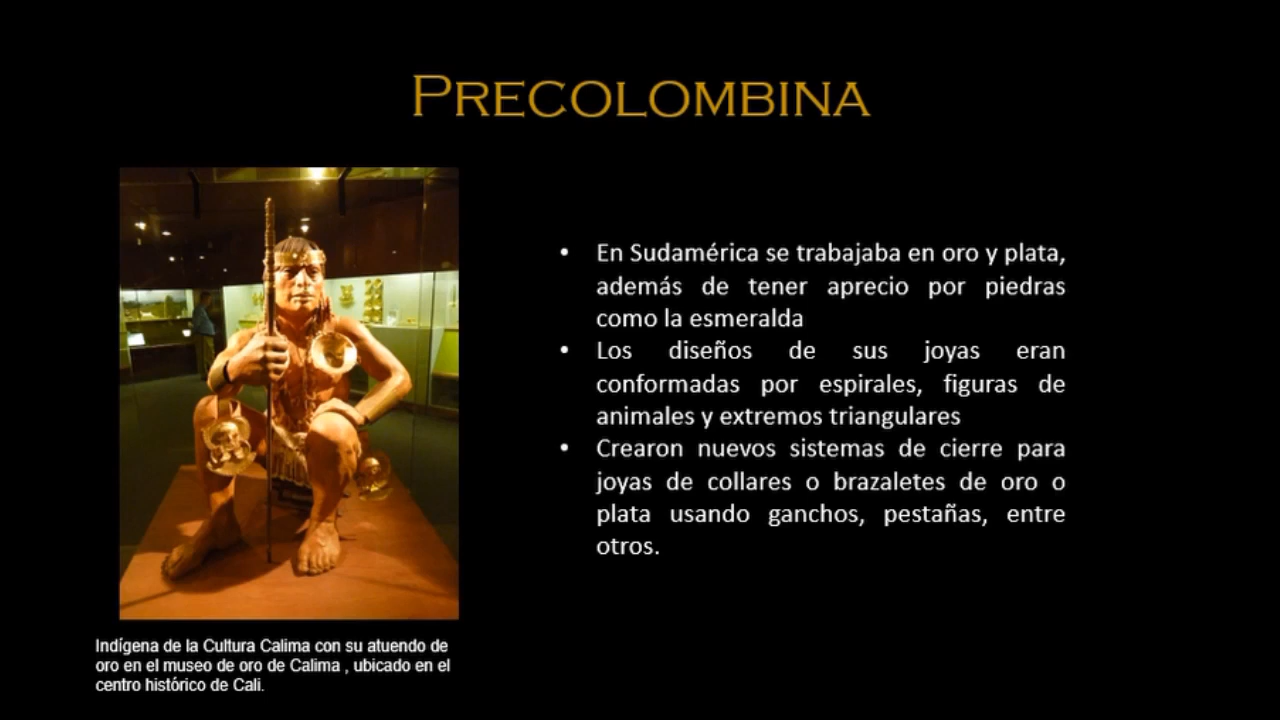 PRECOLOMBINA
• En Sudamérica se trabajaba en oro y plata,
además de tener aprecio por piedras
como la esmeralda
• Los diseños de sus joyas eran
conformadas por espirales, figuras de
animales y extremos triangulares
• Crearon nuevos sistemas de cierre para
joyas de collares o brazaletes de oro o
plata usando ganchos, pestañas, entre
otros.
Indígena de la Cultura Calima con su atuendo de
oro en el museo de oro de Calima , ubicado en el
centro histórico de Cali.